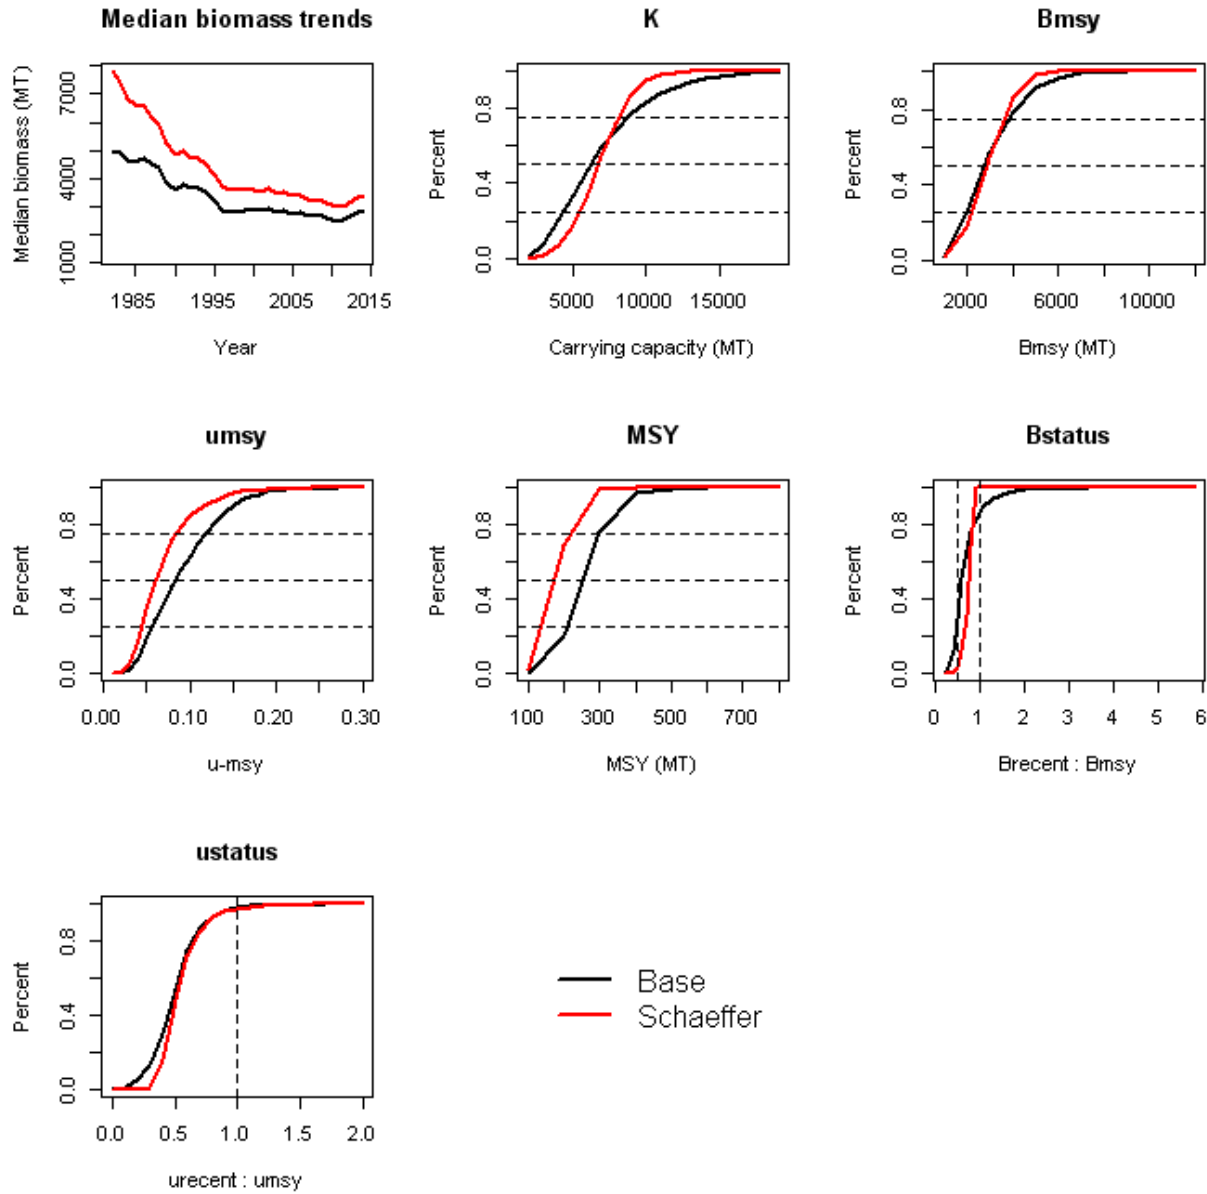 Median biomass trends
Median biomass (MT)
1000 4000 7000
1985 1995 2005 2015
Year
K
Percent
0.0 0.4 0.8
5000 10000 15000
Carrying capacity (MT)
Bmsy
Percent
0.0 0.4 0.8
2000 6000 10000
Bmsy (MT)
umsy
Percent
0.0 0.4 0.8
0.00 0.10 0.20 0.30
u-msy
MSY
Percent
0.0 0.4 0.8
100 300 500 700
MSY (MT)
Bstatus
Percent
0.0 0.4 0.8
0 1 2 3 4 5 6
Brecent : Bmsy
ustatus
Percent
0.0 0.4 0.8
0.0 0.5 1.0 1.5 2.0
urecent : umsy
Base
Schaeffer